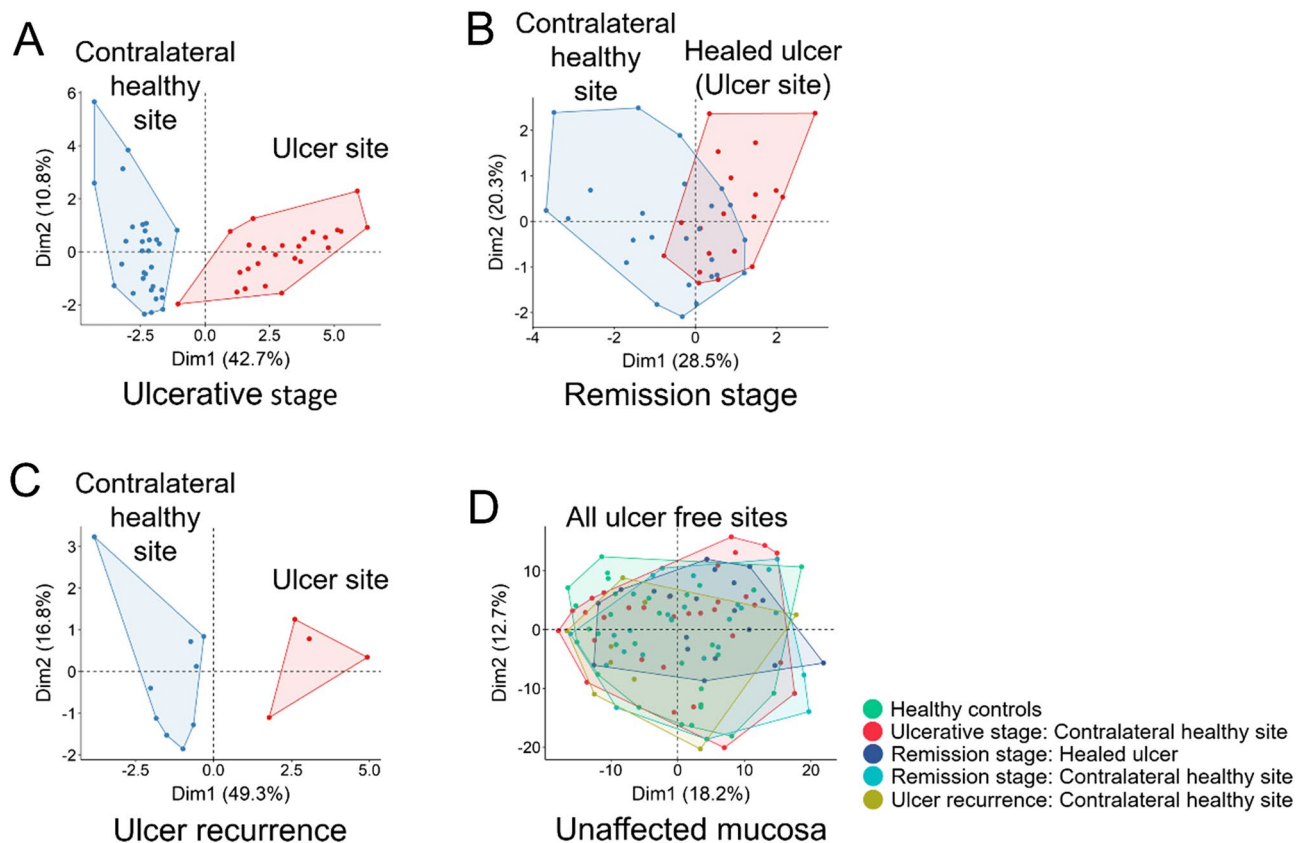 A
Contralateral
healthy
site
Ulcer site
6
4
2
0
-2
Dim2 (10.8%)
-2.5
0.0
2.5
5.0
Dim1 (42.7%)
Ulcerative stage
B
Contralateral
healthy
site
Healed ulcer
(Ulcer site)
2
1
0
-1
-2
Dim2 (20.3%)
-4
-2
0
2
Dim1 (28.5%)
Remission stage
C
Contralateral
healthy
site
Ulcer site
3
2
1
0
-1
-2
Dim2 (16.8%)
-2.5
0.0
2.5
5.0
Dim1 (49.3%)
Ulcer recurrence
D
All ulcer free sites
10
0
-10
-20
Dim2 (12.7%)
-10
0
10
20
Dim1 (18.2%)
Unaffected mucosa
Healthy controls
Ulcerative stage: Contralateral healthy site
Remission stage: Healed ulcer
Remission stage: Contralateral healthy site
Ulcer recurrence: Contralateral healthy site